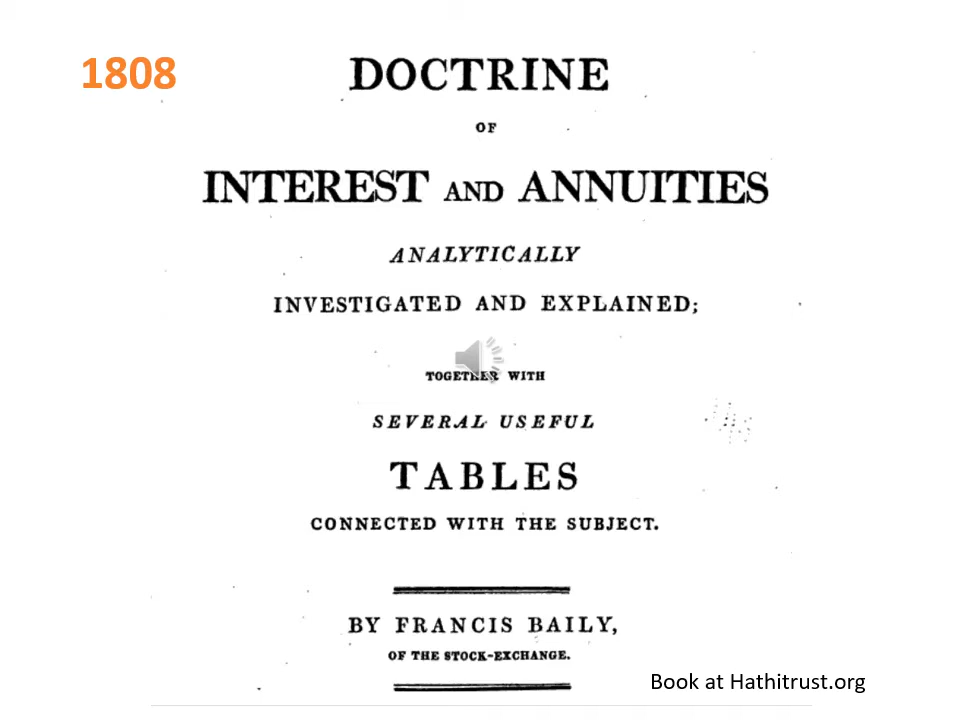 1808
DOCTRINE
OF
INTEREST AND ANNUITIES
ANALYTICALLY
INVESTIGATED AND EXPLAINED;
TOGETHER WITH
SEVERAL USEFUL
TABLES
CONNECTED WITH THE SUBJECT.
BY FRANCIS BAILY,
OF THE STOCK-EXCHANGE.
Book at Hathitrust.org